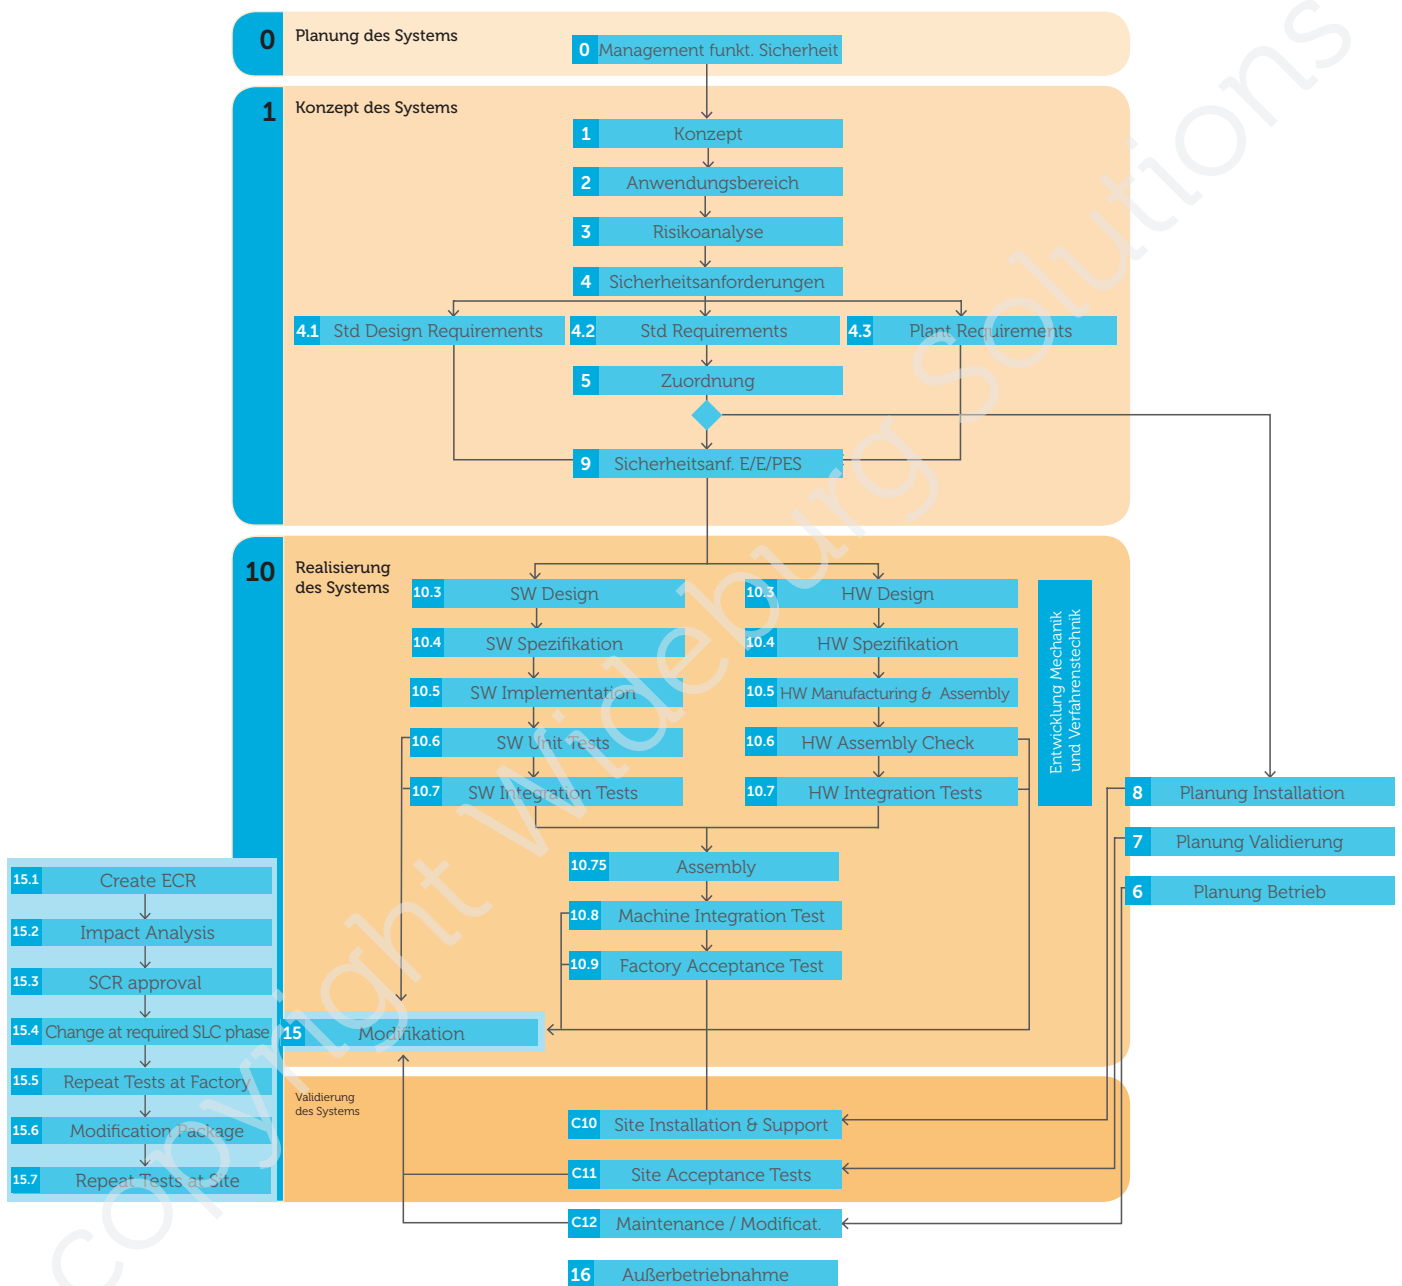 0 Planung des Systems
0 Management funkt. Sicherheit
1 Konzept des Systems
1 Konzept
2 Anwendungsbereich
3 Risikoanalyse
4 Sicherheitsanforderungen
4.1 Std Design Requirements
4.2 Std Requirements
4.3 Plant Requirements
5 Zuordnung
9 Sicherheitsanf. E/E/PES
10 Realisierung
des Systems
10.3 SW Design
10.4 SW Spezifikation
10.5 SW Implementation
10.6 SW Unit Tests
10.7 SW Integration Tests
10.3 HW Design
10.4 HW Spezifikation
10.5 HW Manufacturing & Assembly
10.6 HW Assembly Check
10.7 HW Integration Tests
Entwicklung Mechanik
und Verfahrenstechnik
8 Planung Installation
7 Planung Validierung
6 Planung Betrieb
10.75 Assembly
10.8 Machine Integration Test
10.9 Factory Acceptance Test
15 Modifikation
15.1 Create ECR
15.2 Impact Analysis
15.3 SCR approval
15.4 Change at required SLC phase
15.5 Repeat Tests at Factory
15.6 Modification Package
15.7 Repeat Tests at Site
Validierung
des Systems
C10 Site Installation & Support
C11 Site Acceptance Tests
C12 Maintenance / Modificat.
16 Außerbetriebnahme
copyright Wideburg Solutions